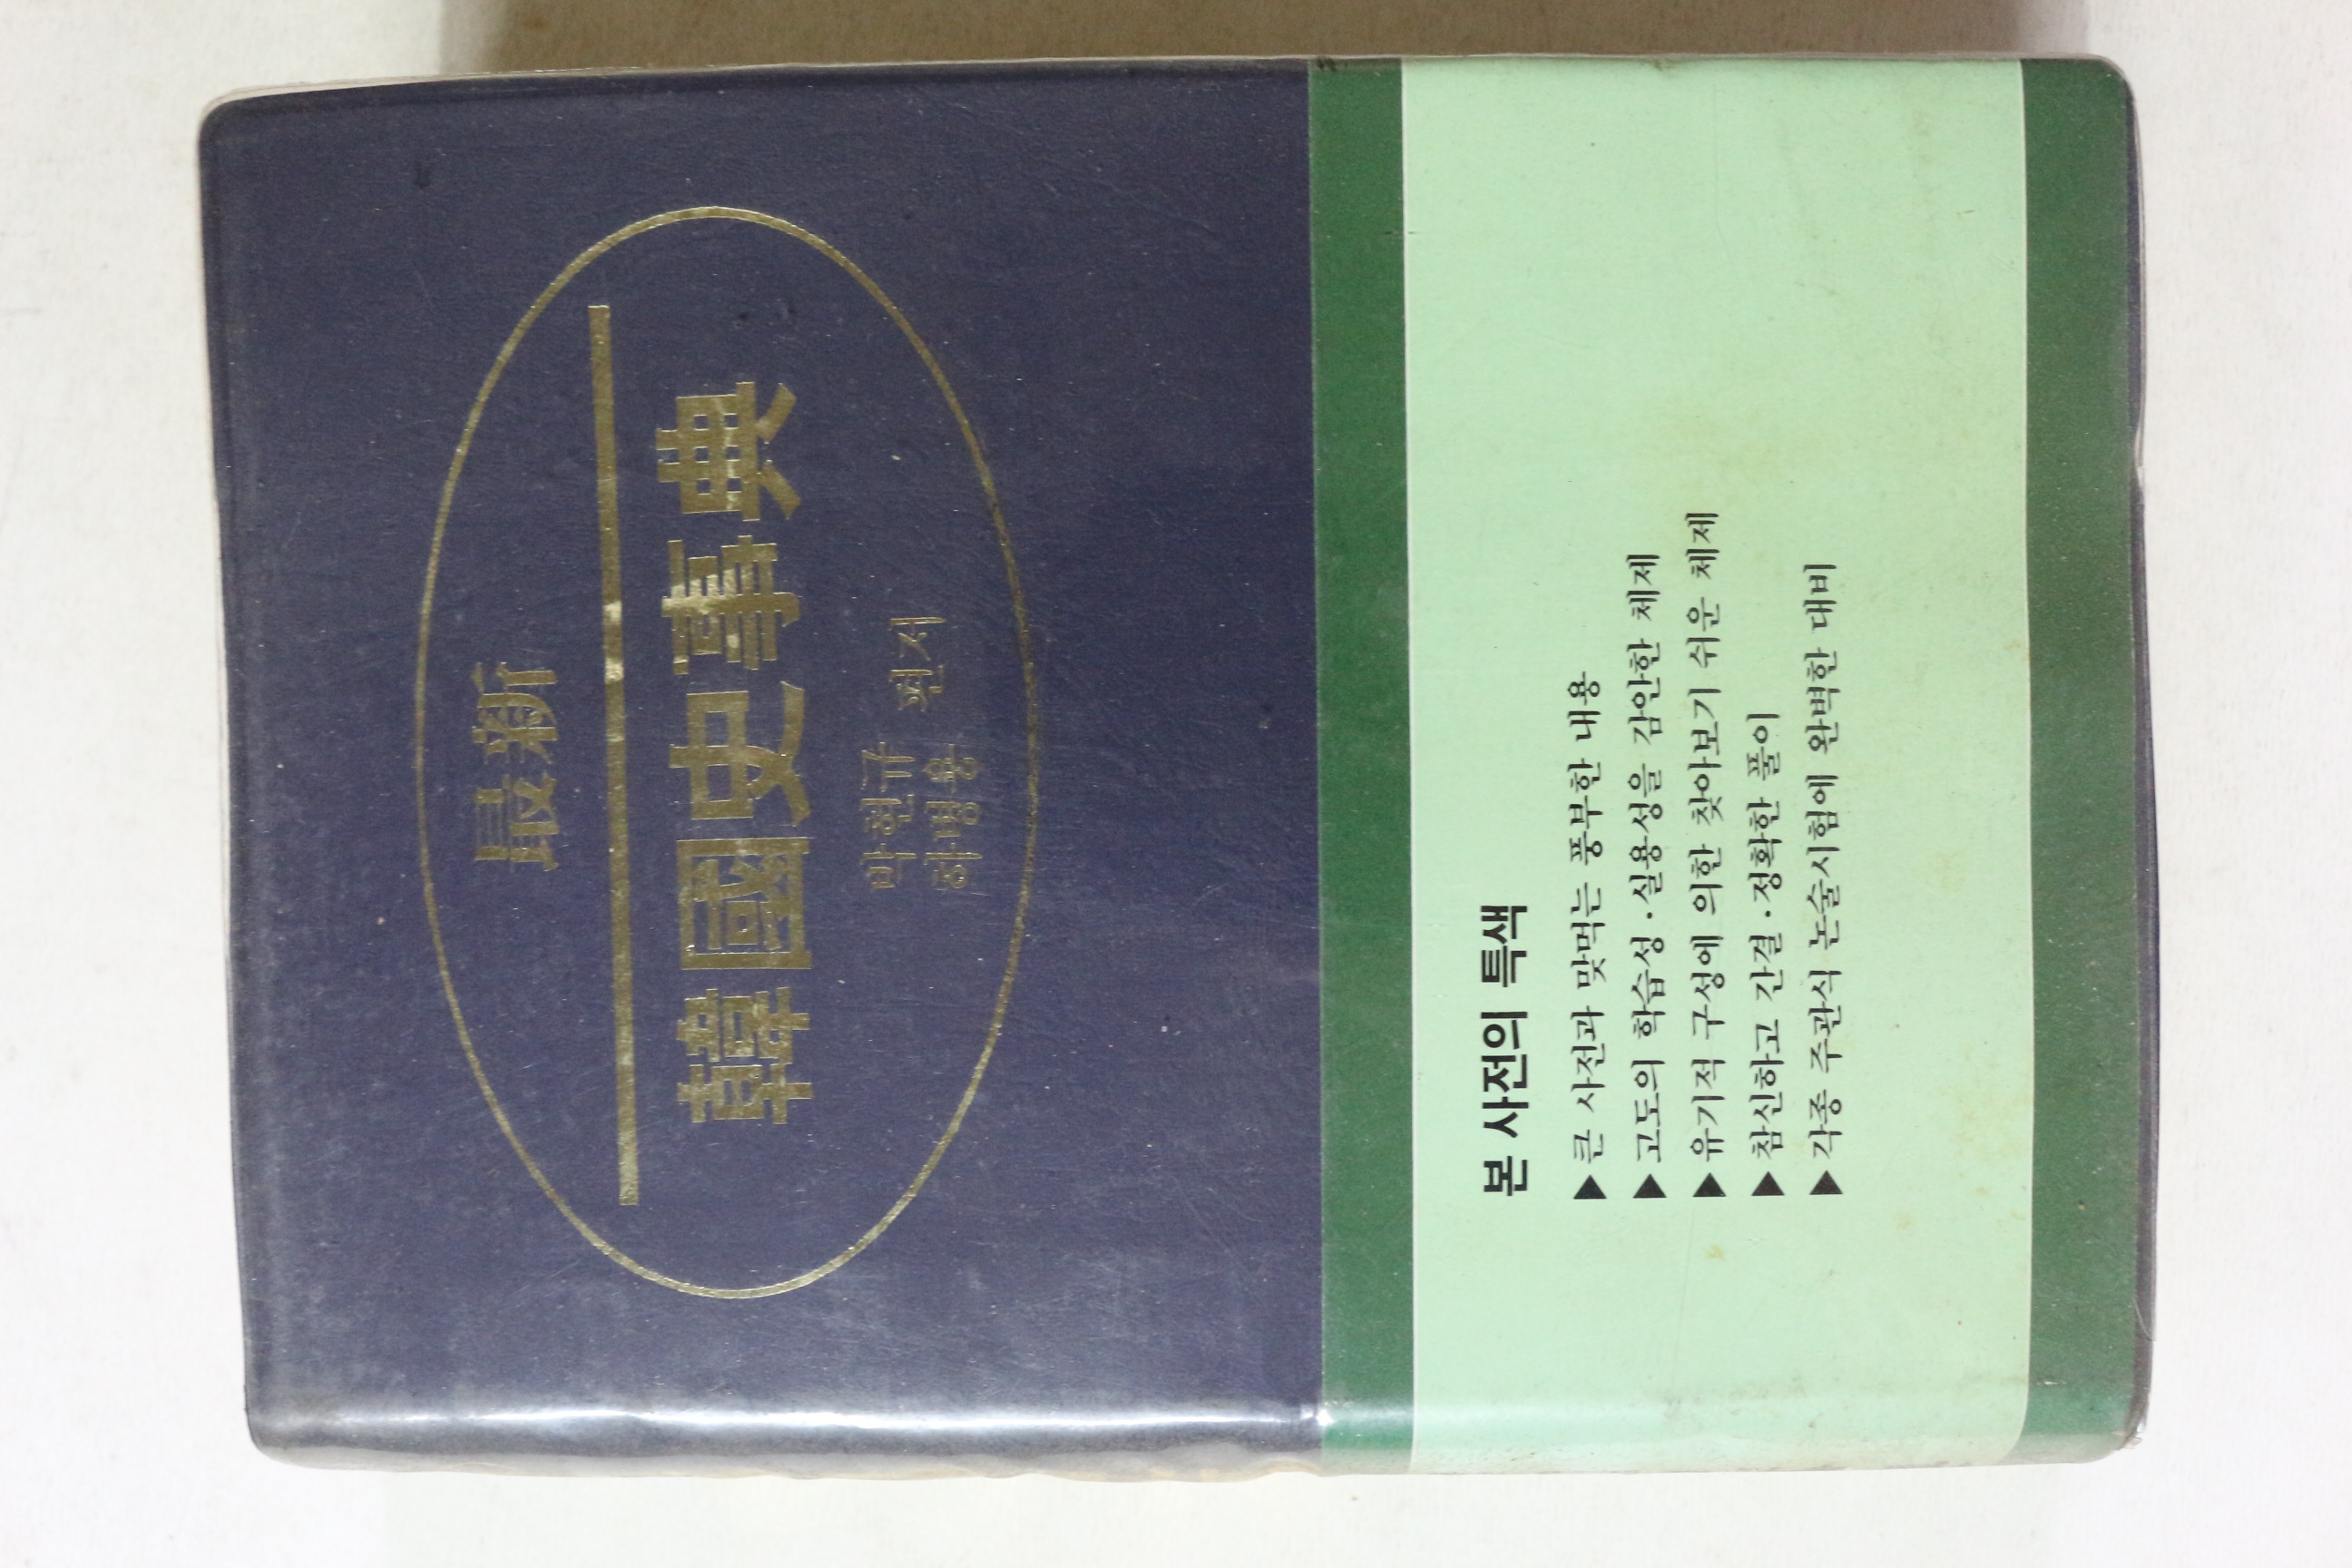 最新
韓國史事典
박현규
하병용
편저
본 사전의 특색
▶큰 사전과 맞먹는 풍부한 내용
▶고도의 학습성·실용성을 감안한 체제
▶유기적 구성에 의한 찾아보기 쉬운 체제
▶참신하고 간결·정확한 풀이
▶각종 주관식 논술시험에 완벽한 대비